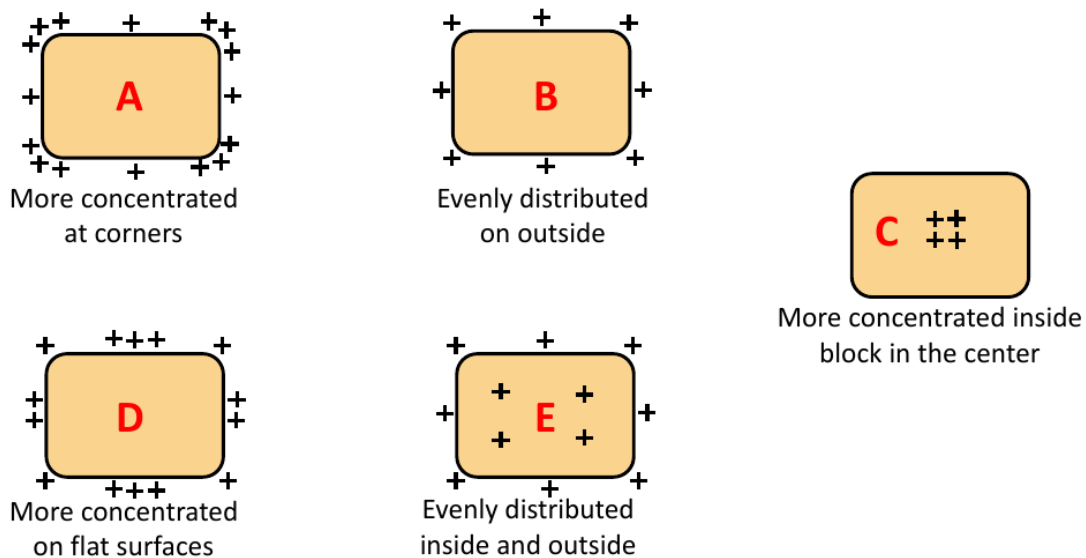 A
More concentrated
at corners
B
Evenly distributed
on outside
C
More concentrated inside
block in the center
D
More concentrated
on flat surfaces
E
Evenly distributed
inside and outside